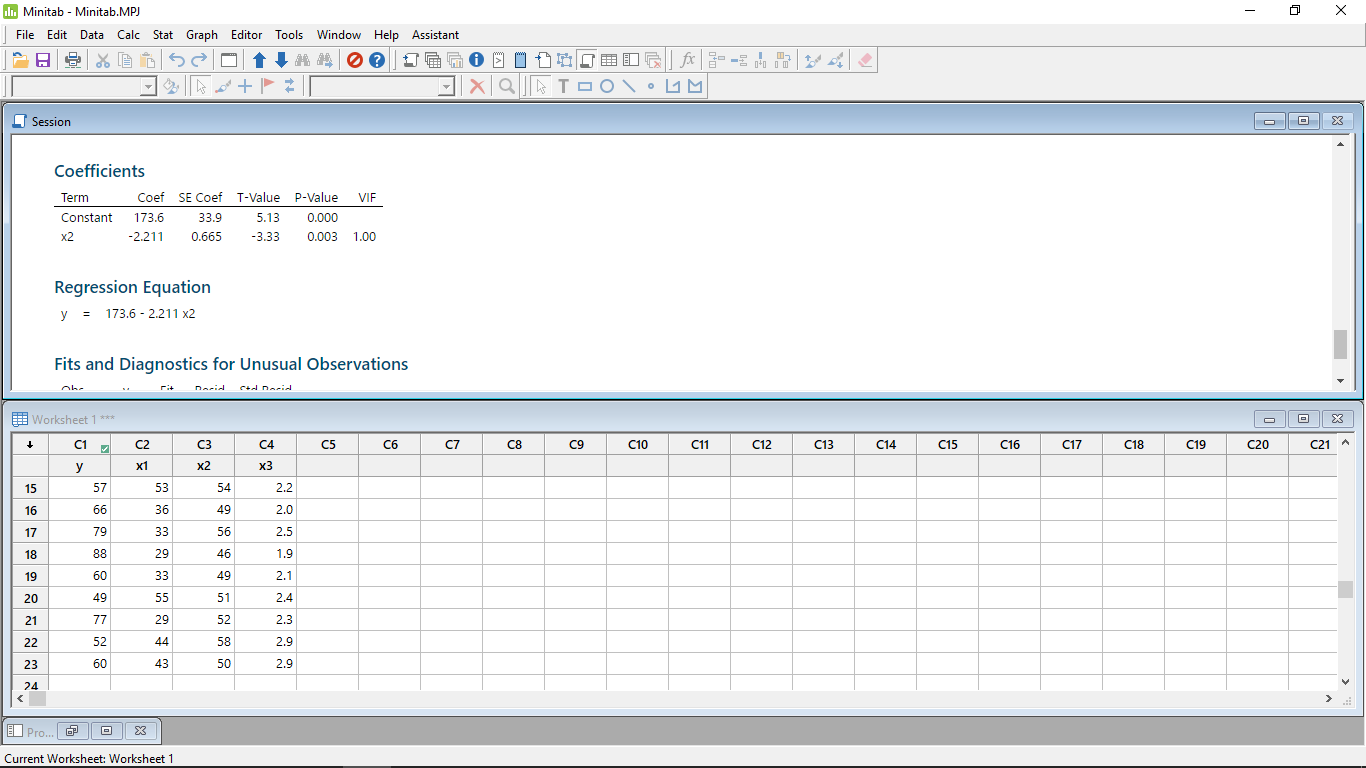 Minitab - Minitab.MPJ
File Edit Data Calc Stat Graph Editor Tools Window Help Assistant
Session
Coefficients
Term Coef SE Coef T-Value P-Value VIF
Constant 173.6 33.9 5.13 0.000
x2 -2.211 0.665 -3.33 0.003 1.00
Regression Equation
y = 173.6 - 2.211 x2
Fits and Diagnostics for Unusual Observations
Obs y Fit Resid Std Resid
Worksheet 1 ***
C1 C2 C3 C4 C5 C6 C7 C8 C9 C10 C11 C12 C13 C14 C15 C16 C17 C18 C19 C20 C21
y x1 x2 x3
15 57 53 54 2.2
16 66 36 49 2.0
17 79 33 56 2.5
18 88 29 46 1.9
19 60 33 49 2.1
20 49 55 51 2.4
21 77 29 52 2.3
22 52 44 58 2.9
23 60 43 50 2.9
24
Pro...
Current Worksheet: Worksheet 1